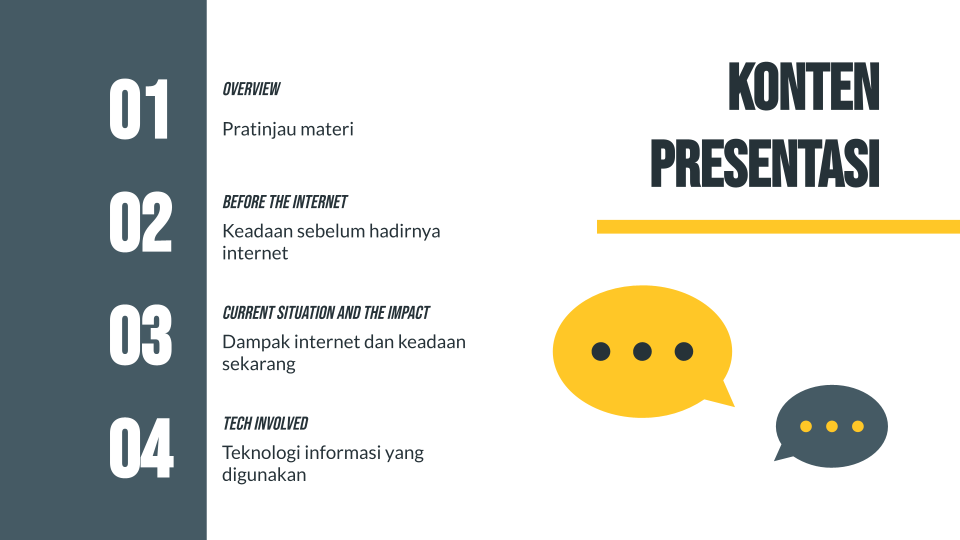 KONTEN
PRESENTASI
01
OVERVIEW
Pratinjau materi
02
BEFORE THE INTERNET
Keadaan sebelum hadirnya
internet
03
CURRENT SITUATION AND THE IMPACT
Dampak internet dan keadaan
sekarang
04
TECH INVOLVED
Teknologi informasi yang
digunakan